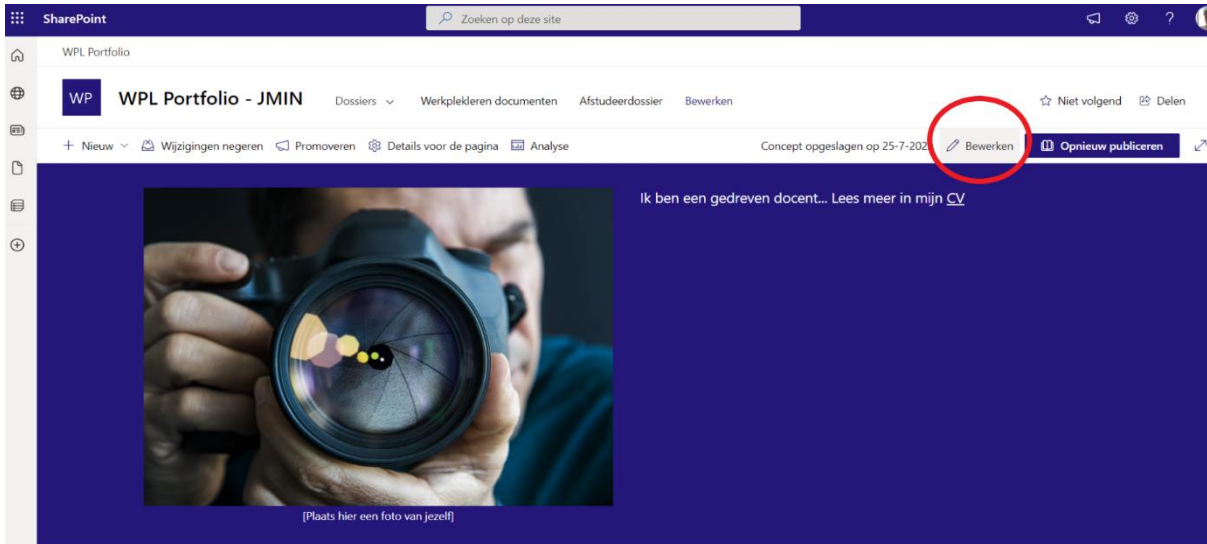 SharePoint
Zoeken op deze site
?
WPL Portfolio
WP
WPL Portfolio - JMIN
Dossiers
Werkplekleren documenten
Afstudeerdossier
Bewerken
Niet volgend
Delen
+ Nieuw
Wijzigingen negeren
Promoveren
Details voor de pagina
Analyse
Concept opgeslagen op 25-7-202
Bewerken
Opnieuw publiceren
Ik ben een gedreven docent... Lees meer in mijn CV
[Plaats hier een foto van jezelf]